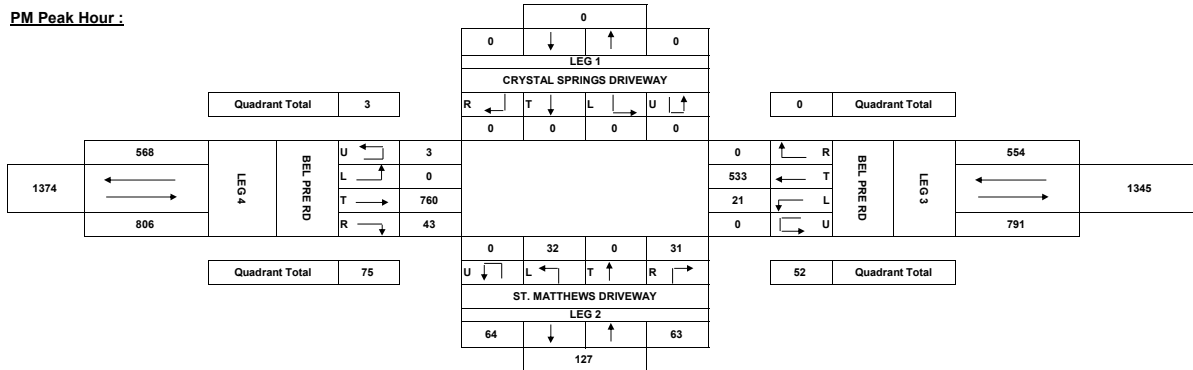 PM Peak Hour :
0
0 0
LEG 1
CRYSTAL SPRINGS DRIVEWAY
Quadrant Total 3
R T L U
0 Quadrant Total
0 0 0 0
568
U 3
0 R
554
1374
LEG 4
BEL PRE RD
L 0
533 T
BEL PRE RD
LEG 3
1345
T 760
21 L
806
R 43
0 U
791
0 32 0 31
Quadrant Total 75
U L T R
52 Quadrant Total
ST. MATTHEWS DRIVEWAY
LEG 2
64 63
127